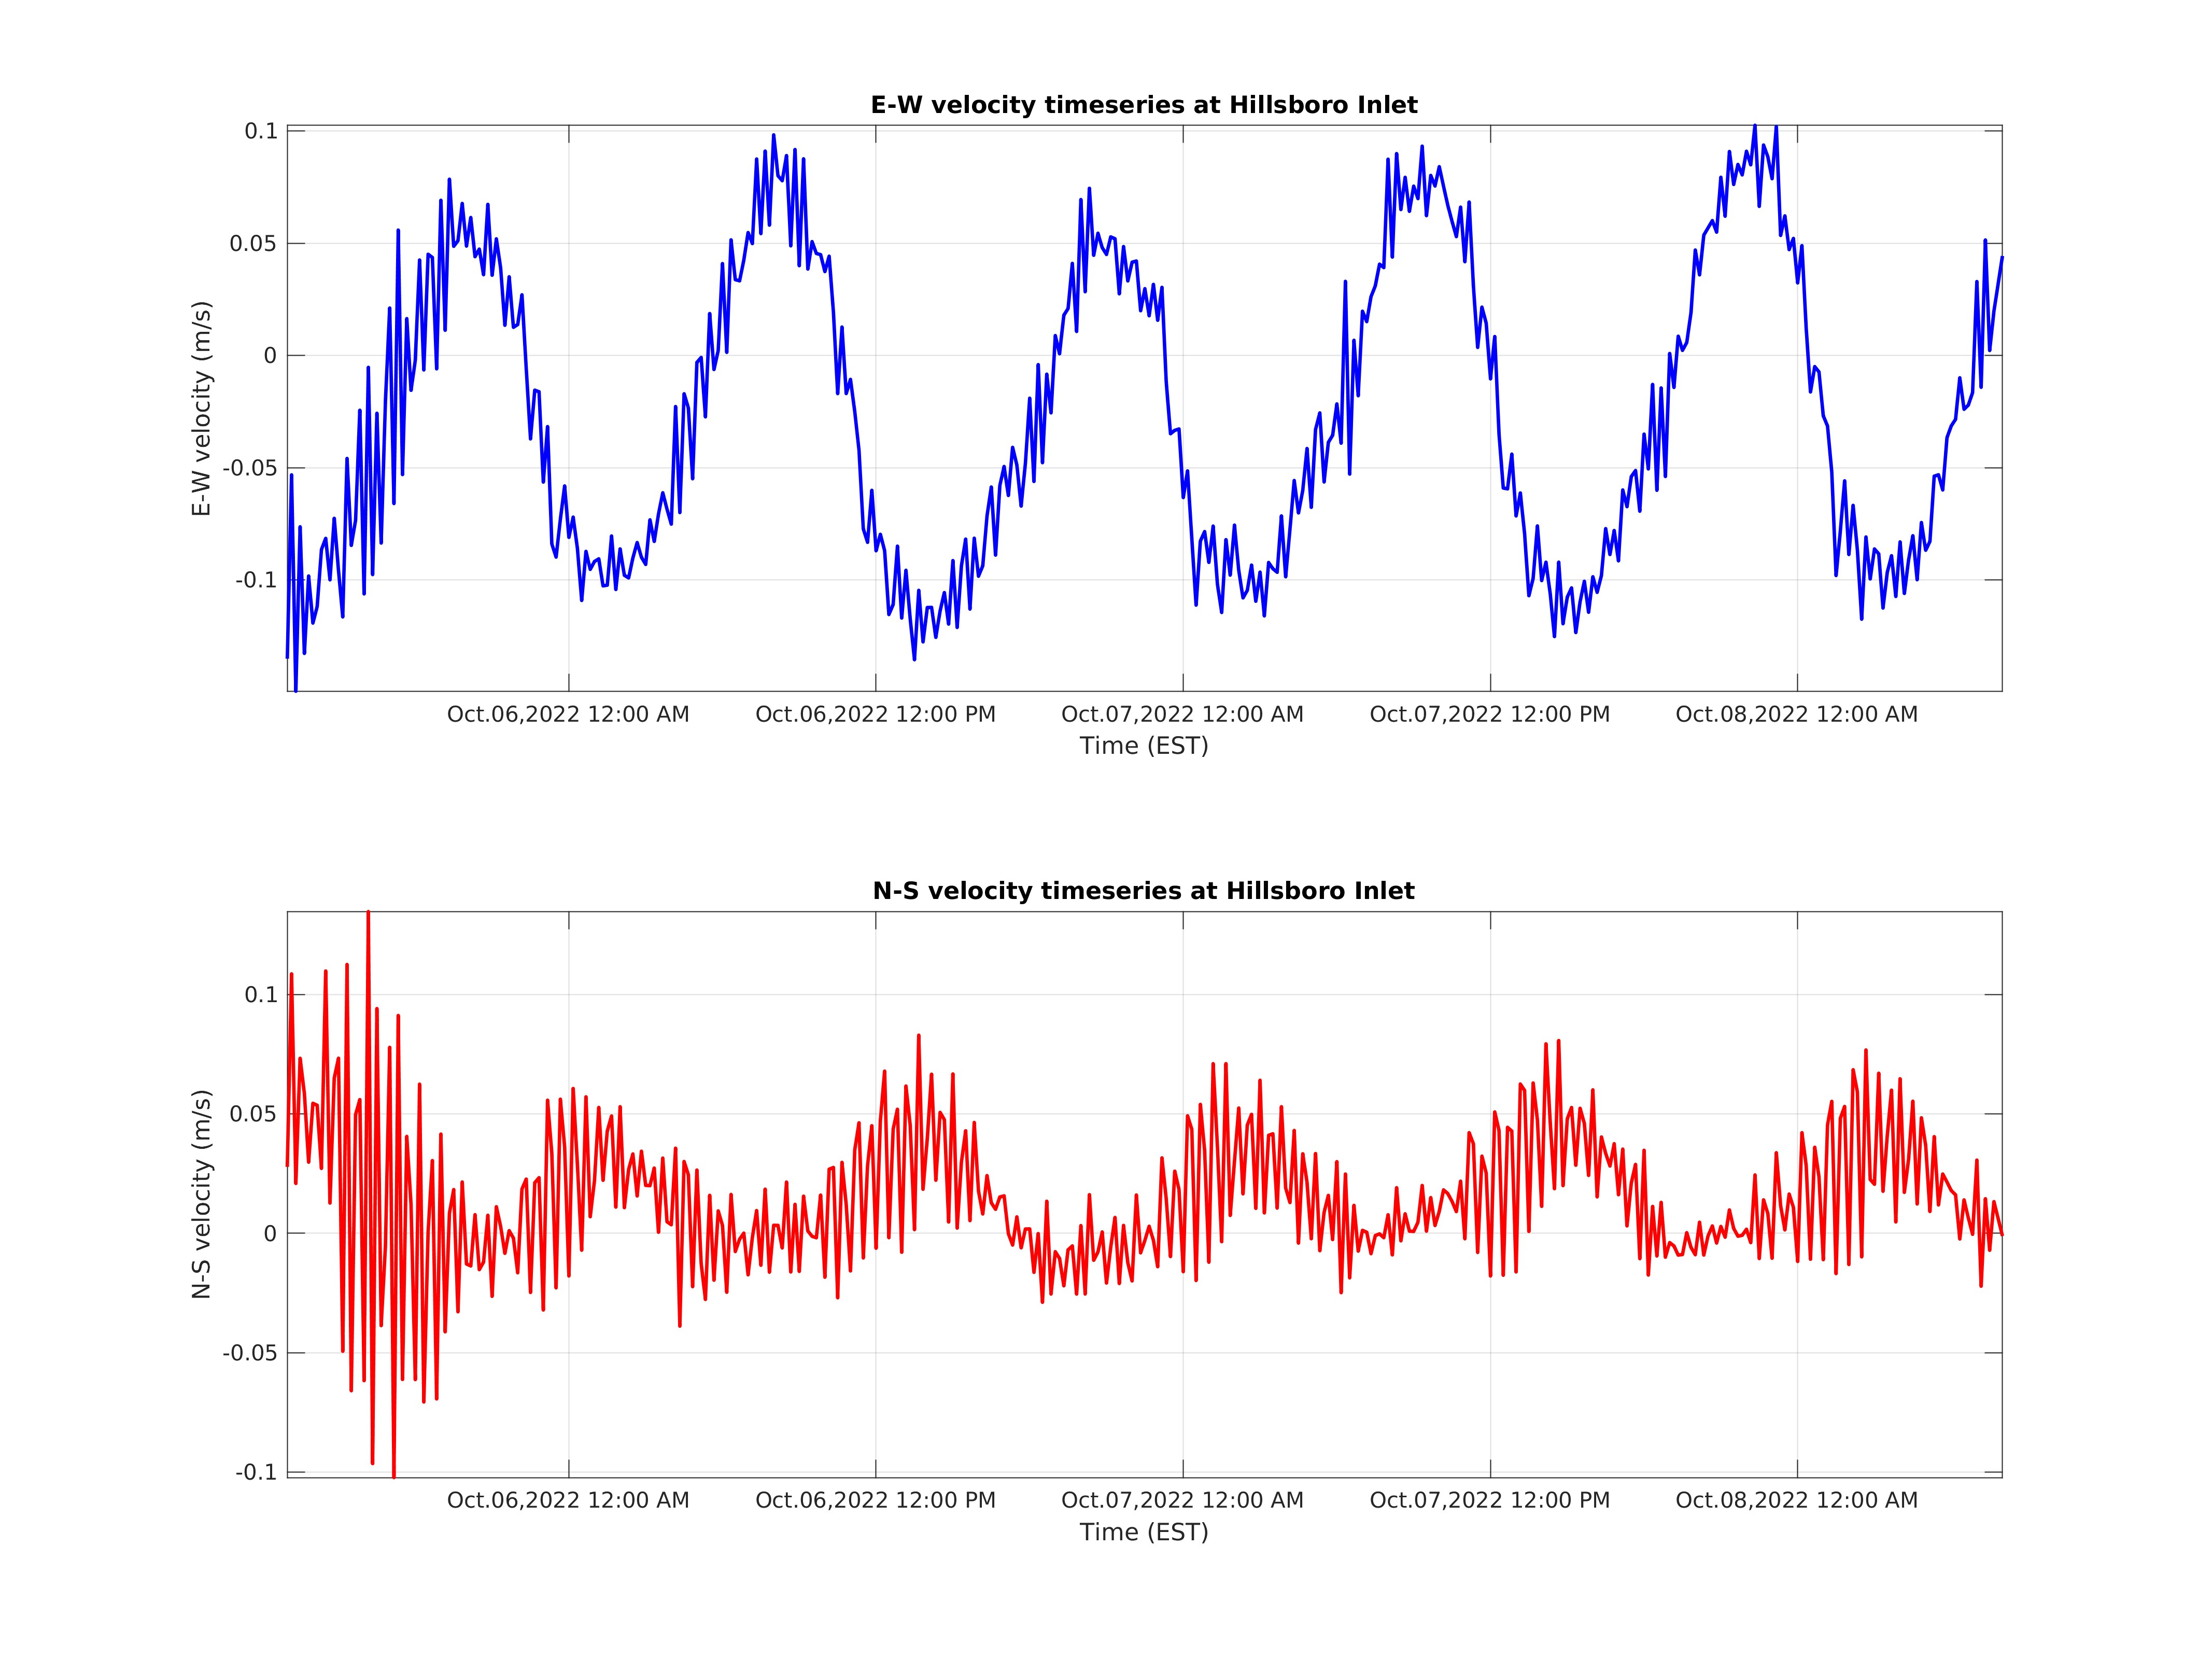 E-W velocity timeseries at Hillsboro Inlet
0.1
0.05
0
-0.05
-0.1
E-W velocity (m/s)
Oct.06,2022 12:00 AM Oct.06,2022 12:00 PM Oct.07,2022 12:00 AM Oct.07,2022 12:00 PM Oct.08,2022 12:00 AM
Time (EST)
N-S velocity timeseries at Hillsboro Inlet
0.1
0.05
0
-0.05
-0.1
N-S velocity (m/s)
Oct.06,2022 12:00 AM Oct.06,2022 12:00 PM Oct.07,2022 12:00 AM Oct.07,2022 12:00 PM Oct.08,2022 12:00 AM
Time (EST)